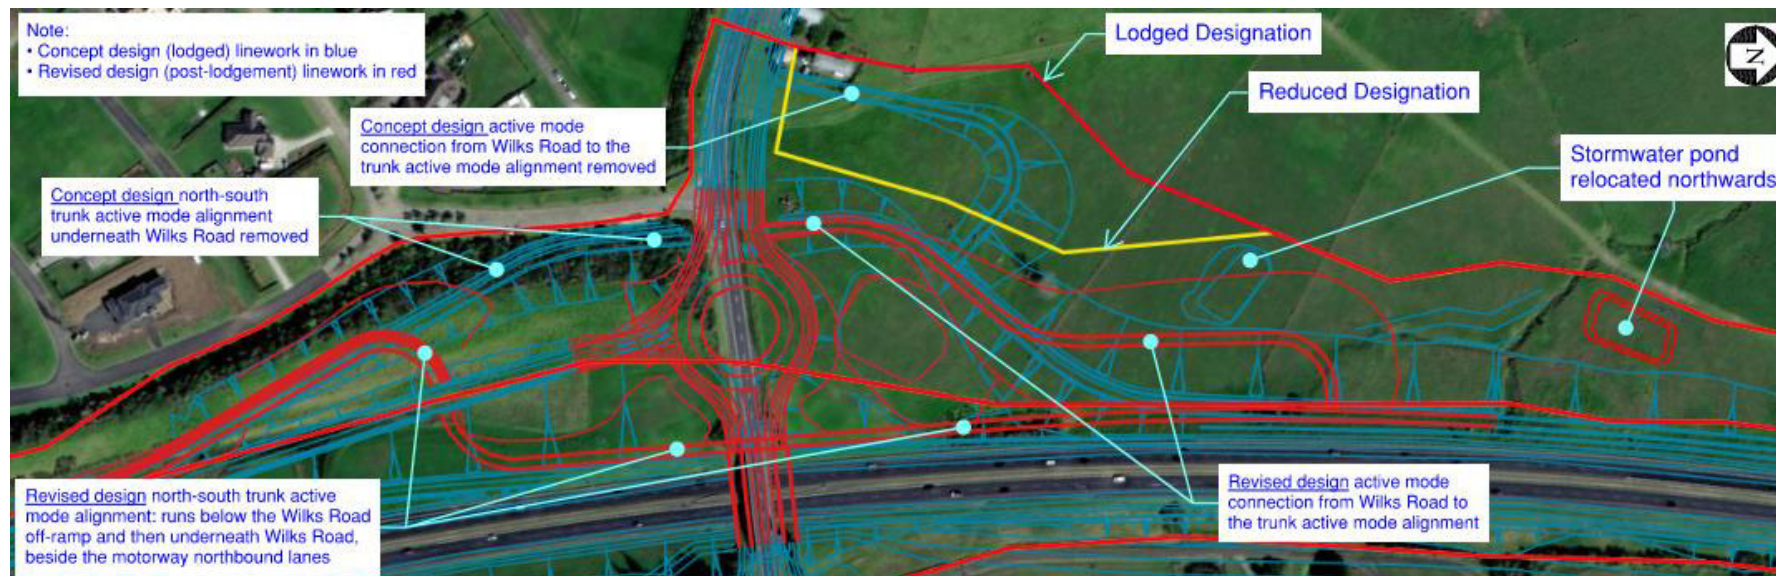 Note:
• Concept design (lodged) linework in blue
• Revised design (post-lodgement) linework in red
Lodged Designation
Reduced Designation
N
Concept design active mode
connection from Wilks Road to the
trunk active mode alignment removed
Stormwater pond
relocated northwards
Concept design north-south
trunk active mode alignment
underneath Wilks Road removed
Revised design north-south trunk active
mode alignment: runs below the Wilks Road
off-ramp and then underneath Wilks Road,
beside the motorway northbound lanes
Revised design active mode
connection from Wilks Road to
the trunk active mode alignment